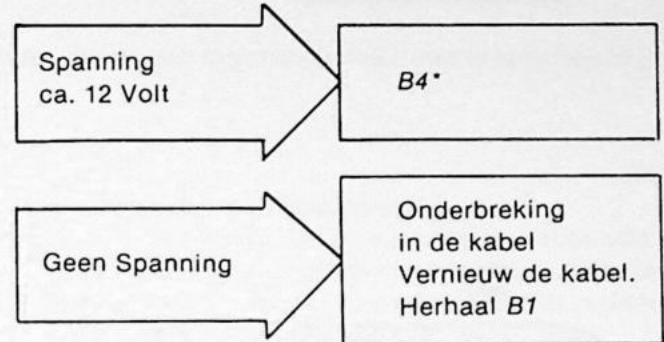 Spanning
ca. 12 Volt
B4*
Geen Spanning
Onderbreking
in de kabel
Vernieuw de kabel.
Herhaal B1